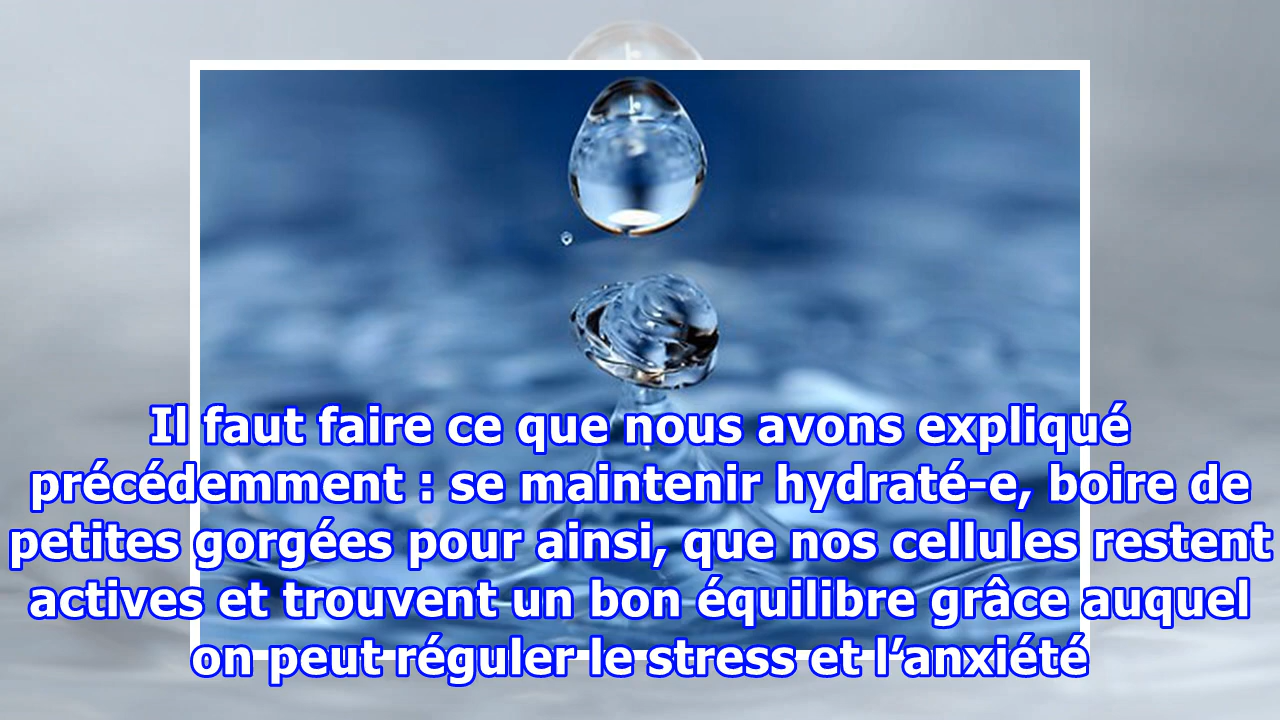 Il faut faire ce que nous avons expliqué
précédemment : se maintenir hydraté-e, boire de
petites gorgées pour ainsi, que nos cellules restent
actives et trouvent un bon équilibre grâce auquel
on peut réguler le stress et l’anxiété